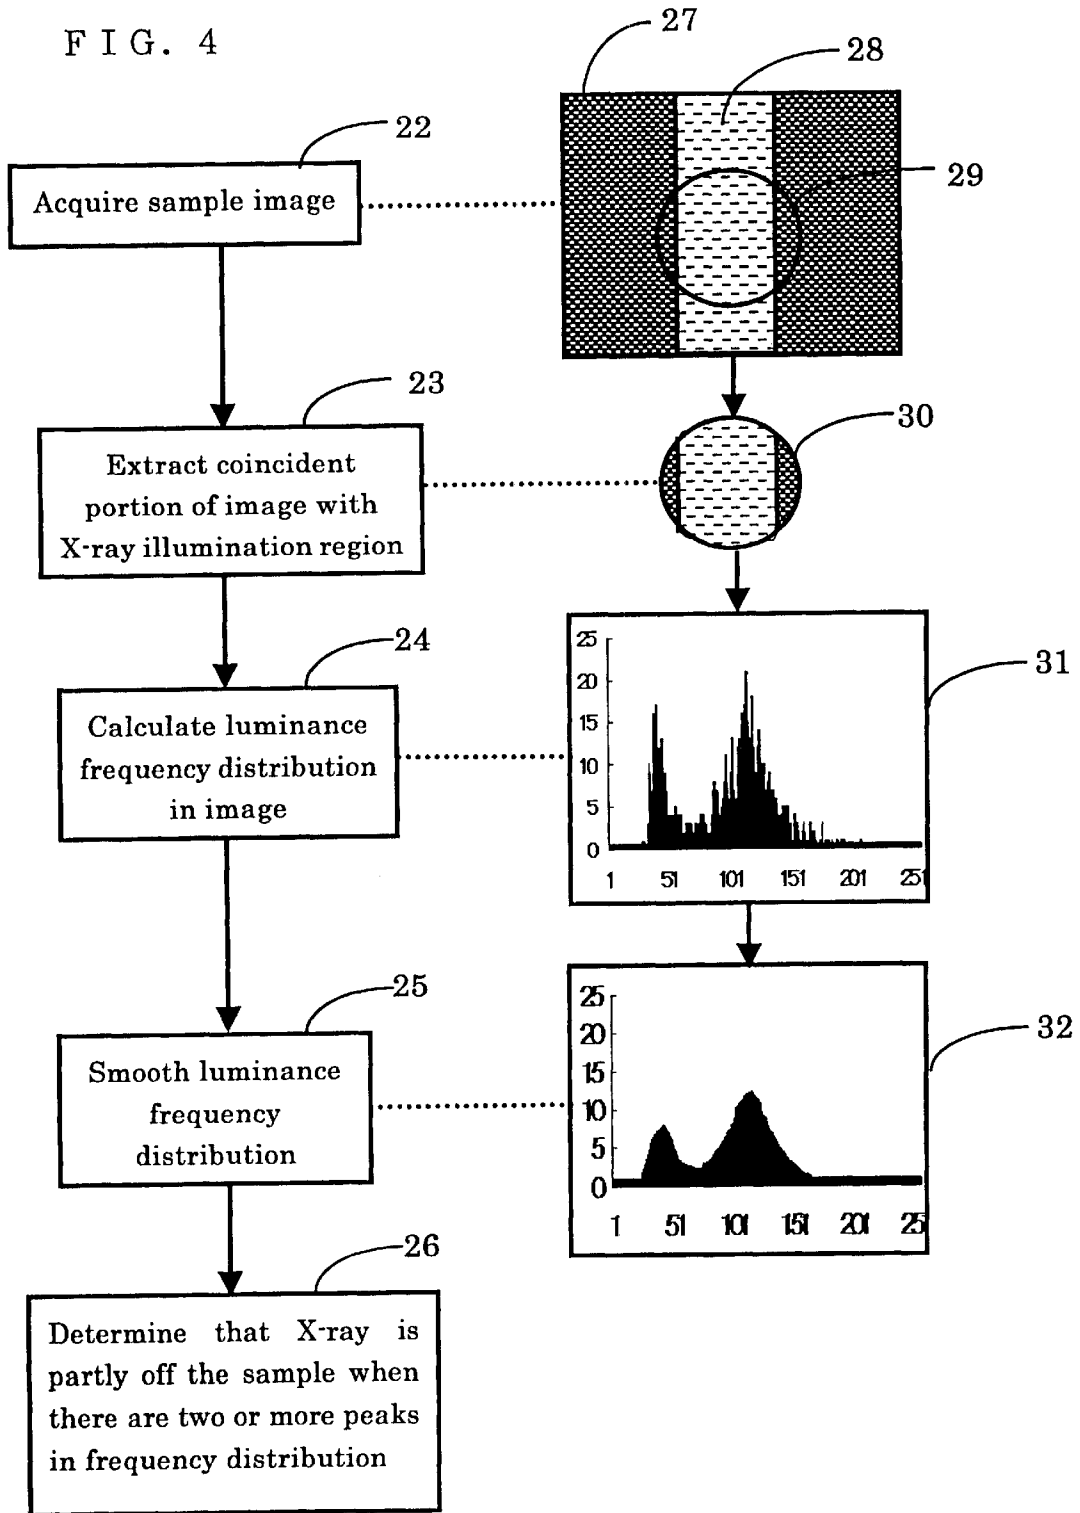 FIG. 4
27
28
22
29
Acquire sample image
23
30
Extract coincident
portion of image with
X-ray illumination region
24
31
Calculate luminance
frequency distribution
in image
25
20
15
10
5
0
1 51 101 151 201 251
25
32
Smooth luminance
frequency
distribution
25
20
15
10
5
0
1 51 101 151 201 25
26
Determine that X-ray is
partly off the sample when
there are two or more peaks
in frequency distribution